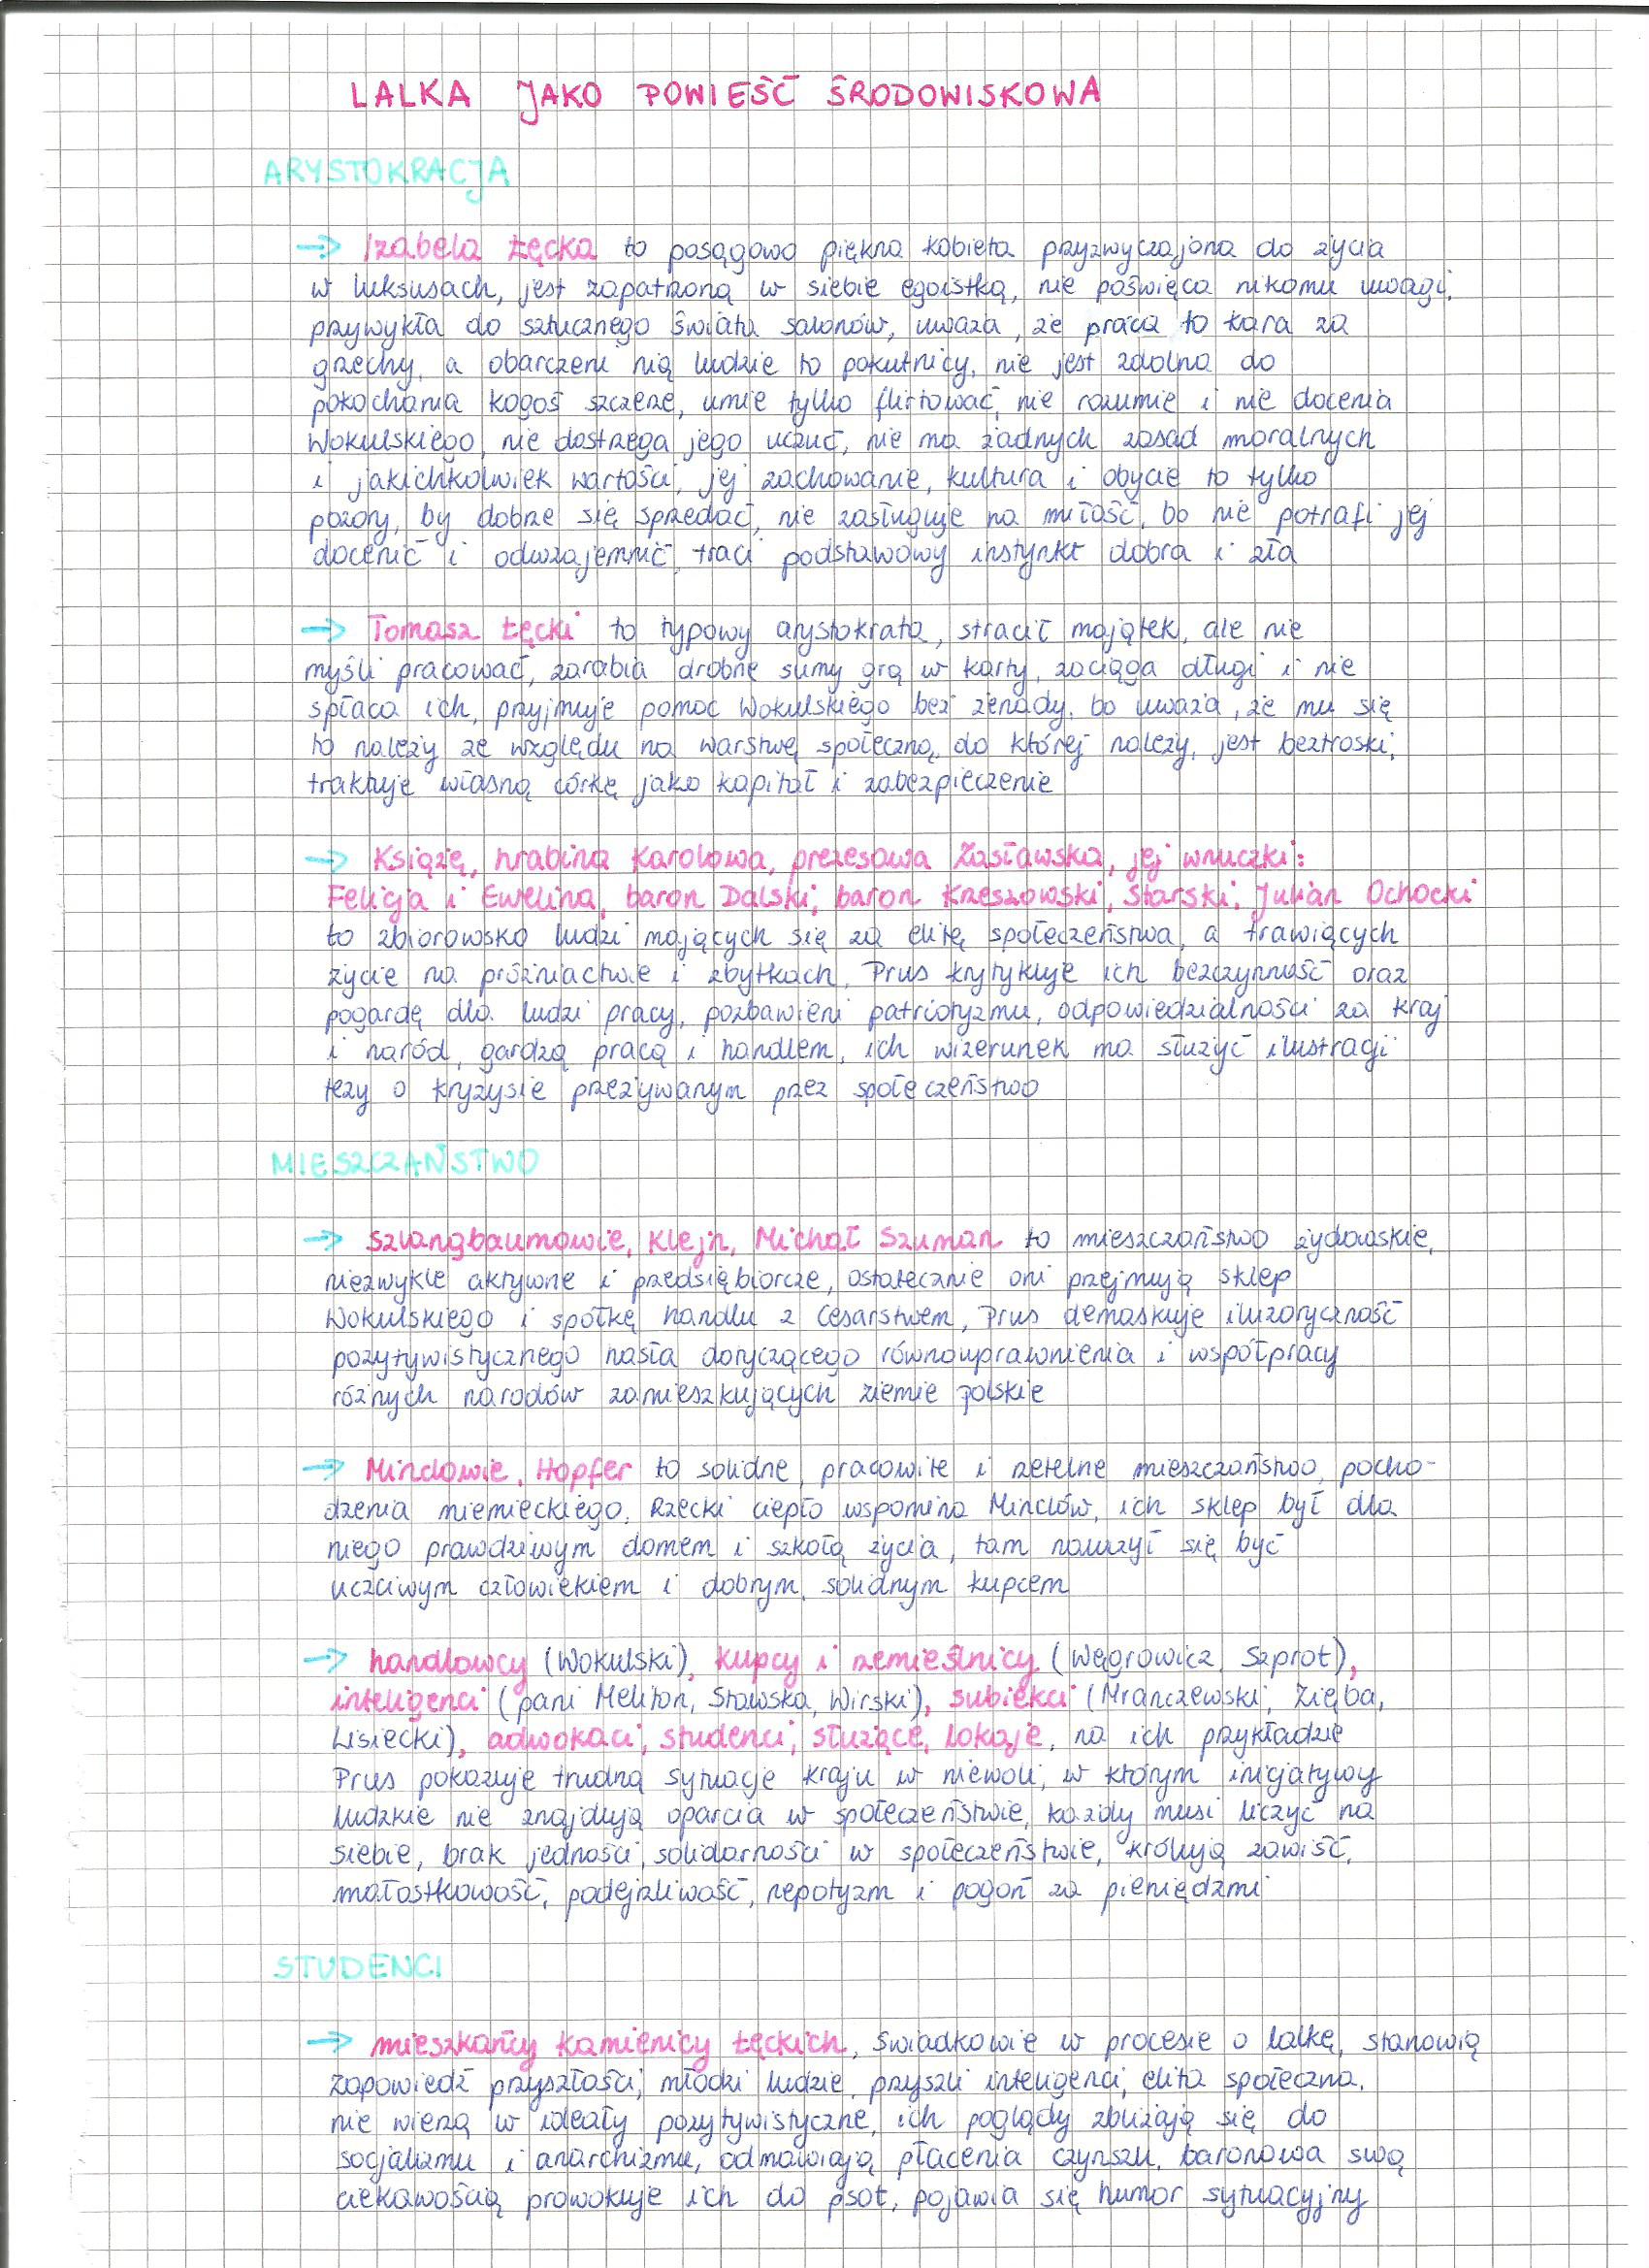 LALKA JAKO POWIEŚĆ ŚRODOWISKOWA
ARYSTOKRACJA
→ Izabela Łęcka to posągowo piękna kobieta przyzwyczajona do życia
w luksusach, jest zapatrzoną w siebie egoistką, nie poświęca nikomu uwagi,
przywykła do sztucznego świata salonów, uważa, że praca to kara za
grzechy, a obarczeni nią ludzie to pokutnicy, nie jest zdolna do
pokochania kogoś szczerze, umie tylko flirtować, nie rozumie i nie docenia
Wokulskiego, nie dostrzega jego uczuć, nie ma żadnych zasad moralnych
i jakichkolwiek wartości, jej zachowanie, kultura i obycie to tylko
pozory, by dobrze się sprzedać, nie zasługuje na miłość, bo nie potrafi jej
docenić i odwzajemnić, traci podstawowy instynkt dobra i zła
→ Tomasz Łęcki to typowy arystokrata, stracił majątek, ale nie
myśli pracować, zarabia drobne sumy grą w karty, zaciąga długi i nie
spłaca ich, przyjmuje pomoc Wokulskiego bez żenady, bo uważa, że mu się
to należy ze względu na warstwę społeczną, do której należy, jest beztroski,
traktuje własną córkę jako kapitał i zabezpieczenie
→ Książę, hrabina Karolowa, prezesowa Zasławska, jej wnuczki:
Felicja i Ewelina, baron Dalski, baron Krzeszowski, Starski, Julian Ochocki
to zbiorowsko ludzi mających się za elitę społeczeństwa, a trawiących
życie na próżniactwie i zbytkach, Prus krytykuje ich bezczynność oraz
pogardę dla ludzi pracy, pozbawieni patriotyzmu, odpowiedzialności za kraj
i naród, gardzą pracą i handlem, ich wizerunek ma służyć ilustracji
tezy o kryzysie przeżywanym przez społeczeństwo
MIESZCZAŃSTWO
→ Szlangbaumowie, Klejn, Michał Szuman to mieszczaństwo żydowskie,
niezwykle aktywne i przedsiębiorcze, ostatecznie oni przejmują sklep
Wokulskiego i spółkę handlu z Cesarstwem, Prus demaskuje iluzoryczność
pozytywistycznego hasła dotyczącego równouprawnienia i współpracy
różnych narodów zamieszkujących ziemie polskie
→ Minclowie, Hopfer to solidne, pracowite i rzetelne mieszczaństwo, pocho-
dzenia niemieckiego, Rzecki ciepło wspomina Minclów, ich sklep był dla
niego prawdziwym domem i szkołą życia, tam nauczył się być
uczciwym człowiekiem i dobrym, solidnym kupcem
→ handlowcy (Wokulski), kupcy i rzemieślnicy (Węgrowicz, Szprot),
inteligenci (pani Meliton, Stawska, Wirski), subiekci (Mraczewski, Zięba,
Lisiecki), adwokaci, studenci, służące, lokaje, na ich przykładzie
Prus pokazuje trudną sytuację kraju w niewoli, w którym inicjatywy
ludzkie nie znajdują oparcia w społeczeństwie, każdy musi liczyć na
siebie, brak jedności, solidarności w społeczeństwie, królują zawiść,
małostkowość, podejrzliwość, nepotyzm i pogoń za pieniędzmi
STUDENCI
→ mieszkańcy kamienicy Łęckich, świadkowie w procesie o lalkę, stanowią
zapowiedź przyszłości, młodzi ludzie, przyszli inteligenci, elita społeczna,
nie wierzą w ideały pozytywistyczne, ich poglądy zbliżają się do
socjalizmu i anarchizmu, odmawiają płacenia czynszu, baronowa swą
ciekawością prowokuje ich do psot, pojawia się humor sytuacyjny